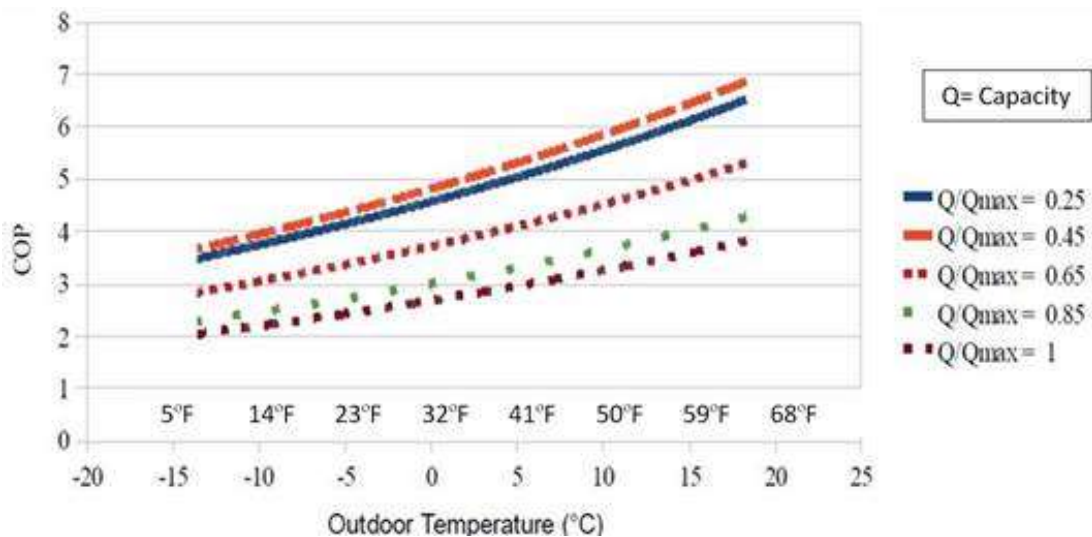 8
7
6
5
4
3
2
1
0
COP
5°F 14°F 23°F 32°F 41°F 50°F 59°F 68°F
-20 -15 -10 -5 0 5 10 15 20 25
Outdoor Temperature (°C)
Q= Capacity
Q/Qmax = 0.25
Q/Qmax = 0.45
Q/Qmax = 0.65
Q/Qmax = 0.85
Q/Qmax = 1